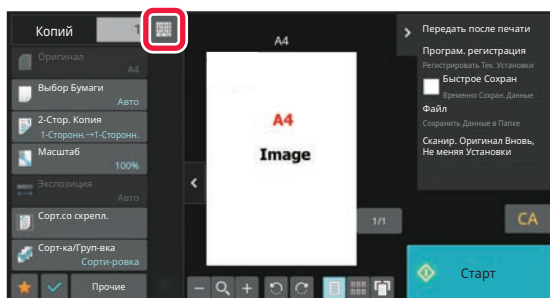 Копий
1
Оригинал
A4
Выбор Бумаги
Авто
2-Стор. Копия
1-Сторонн.→1-Сторонн.
Масштаб
100%
Экспозиция
Авто
Сорт.со скрепл.
Сорт-ка/Груп-вка
Сорти-ровка
Прочие
A4
A4
Image
1/1
Передать после печати
Програм. регистрация
Регистрировать Тек. Установки
Быстрое Сохран
Временно Сохран. Данные
Файл
Сохранить Данные в Папке
Сканир. Оригинал Вновь,
Не меняя Установки
CA
Старт